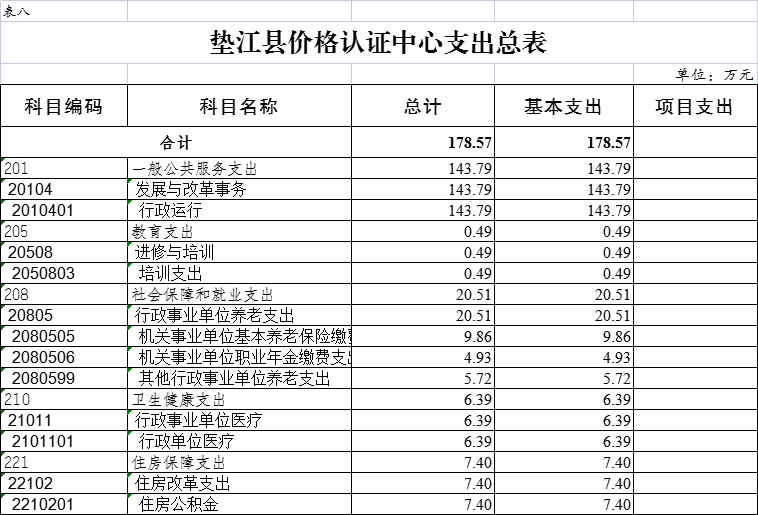 表八
垫江县价格认证中心支出总表
单位：万元
科目编码 科目名称 总计 基本支出 项目支出
合计 178.57 178.57
201 一般公共服务支出 143.79 143.79
20104 发展与改革事务 143.79 143.79
2010401 行政运行 143.79 143.79
205 教育支出 0.49 0.49
20508 进修与培训 0.49 0.49
2050803 培训支出 0.49 0.49
208 社会保障和就业支出 20.51 20.51
20805 行政事业单位养老支出 20.51 20.51
2080505 机关事业单位基本养老保险缴 9.86 9.86
2080506 机关事业单位职业年金缴费支 4.93 4.93
2080599 其他行政事业单位养老支出 5.72 5.72
210 卫生健康支出 6.39 6.39
21011 行政事业单位医疗 6.39 6.39
2101101 行政单位医疗 6.39 6.39
221 住房保障支出 7.40 7.40
22102 住房改革支出 7.40 7.40
2210201 住房公积金 7.40 7.40